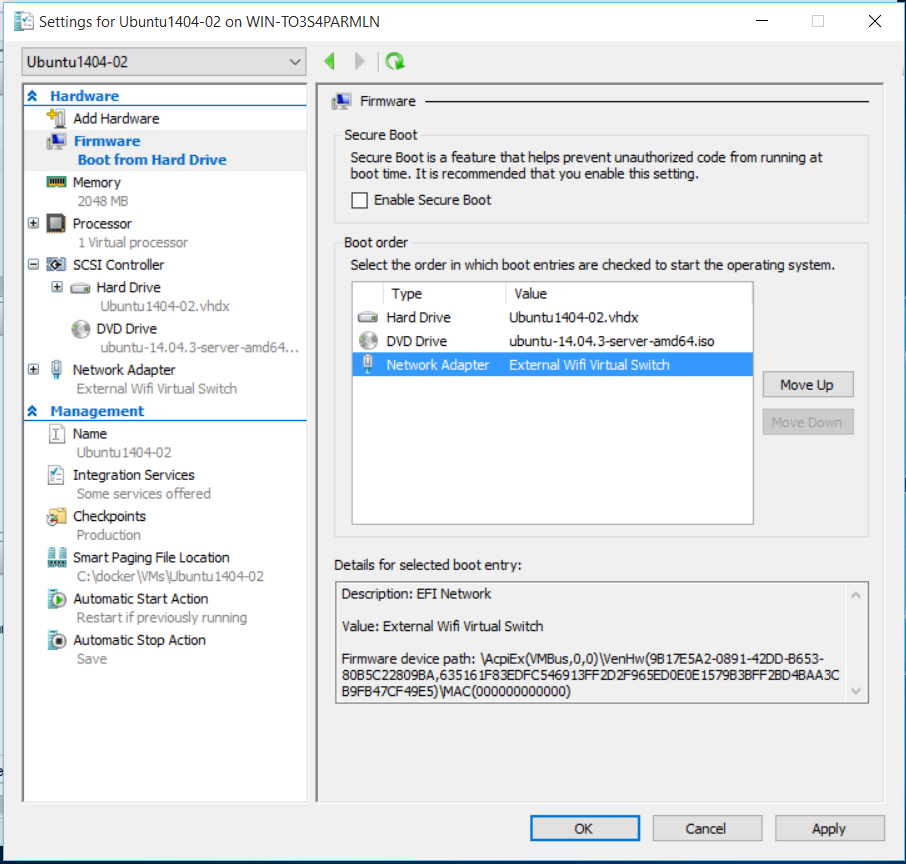 Settings for Ubuntu1404-02 on WIN-TO3S4PARMLN
Ubuntu1404-02
Hardware
Add Hardware
Firmware
Boot from Hard Drive
Memory
2048 MB
Processor
1 Virtual processor
SCSI Controller
Hard Drive
Ubuntu1404-02.vhdx
DVD Drive
ubuntu-14.04.3-server-amd64...
Network Adapter
External Wifi Virtual Switch
Management
Name
Ubuntu1404-02
Integration Services
Some services offered
Checkpoints
Production
Smart Paging File Location
C:\docker\VMs\Ubuntu1404-02
Automatic Start Action
Restart if previously running
Automatic Stop Action
Save
Firmware
Secure Boot
Secure Boot is a feature that helps prevent unauthorized code from running at
boot time. It is recommended that you enable this setting.
Enable Secure Boot
Boot order
Select the order in which boot entries are checked to start the operating system.
Type Value
Hard Drive Ubuntu1404-02.vhdx
DVD Drive ubuntu-14.04.3-server-amd64.iso
Network Adapter External Wifi Virtual Switch
Move Up
Move Down
Details for selected boot entry:
Description: EFI Network
Value: External Wifi Virtual Switch
Firmware device path: \AcpiEx(VMBus,0,0)\VenHw(9B17E5A2-0891-42DD-B653-
80B5C22809BA,635161F83EDFC546913FF2D2F965ED0E0E1579B3BFF2BD4BAA3C
B9FB47CF49E5)\MAC(000000000000)
OK
Cancel
Apply